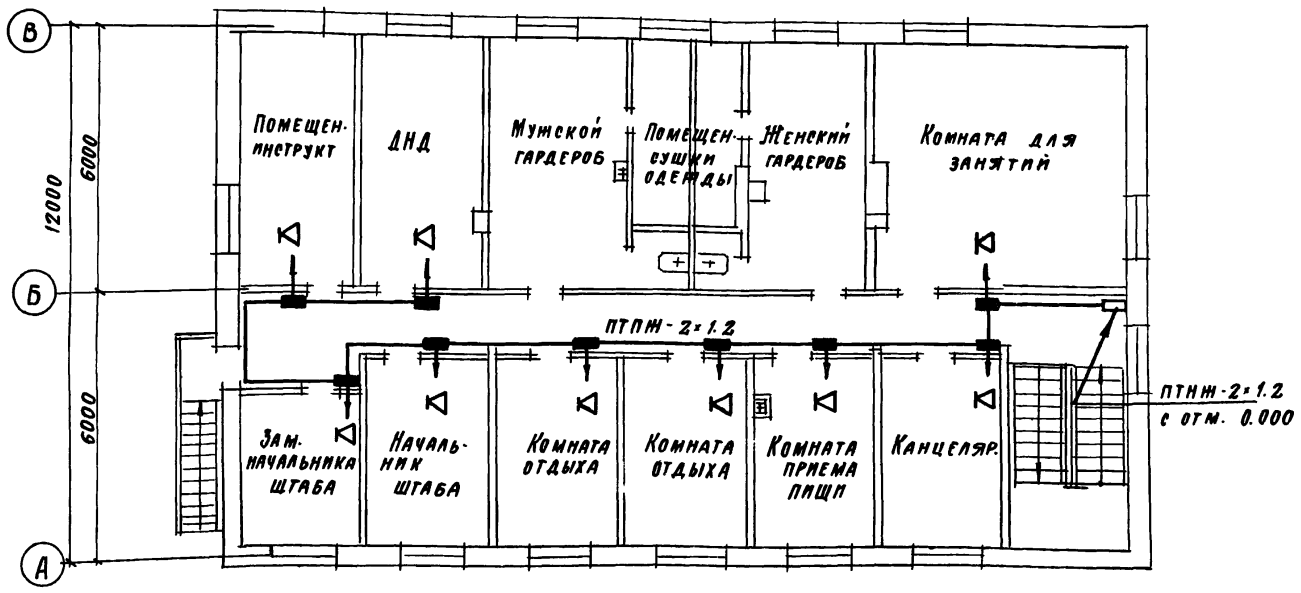 В
6000
12000
ПОМЕЩЕН.
ИНСТРУКТ
ДНД
МУЖСКОЙ
ГАРДЕРОБ
ПОМЕЩЕН.
СУШКИ
ОДЕЖДЫ
ЖЕНСКИЙ
ГАРДЕРОБ
КОМНАТА ДЛЯ
ЗАНЯТИЙ
Б
ПТПЖ-2×1.2
6000
ПТПЖ-2×1.2
С ОТМ. 0.000
ЗАМ.
НАЧАЛЬНИКА
ШТАБА
НАЧАЛЬ-
НИК
ШТАБА
КОМНАТА
ОТДЫХА
КОМНАТА
ОТДЫХА
КОМНАТА
ПРИЕМА
ПИЩИ
КАНЦЕЛЯР.
А